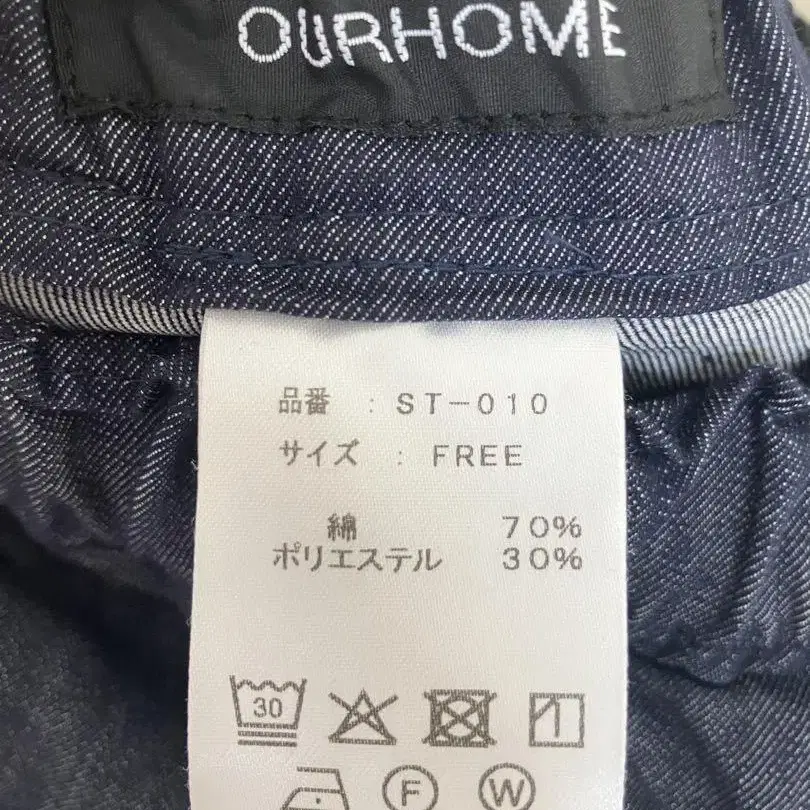 OURHOME
品番 : ST-010
サイズ : FREE
綿 70%
ポリエステル 30%
30
F W